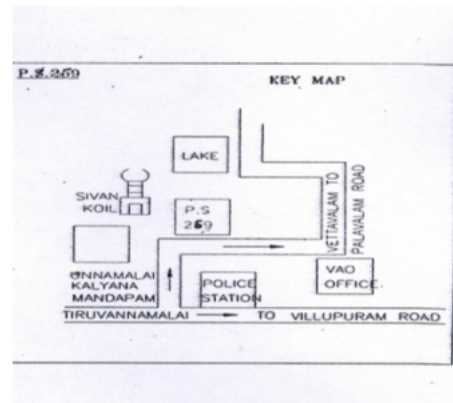 P.S.259
KEY MAP
LAKE
SIVAN
KOIL
P.S
259
VETTAVALAM TO
PALAVALAM ROAD
UNNAMALAI
KALYANA
MANDAPAM
POLICE
STATION
VAO
OFFICE.
TIRUVANNAMALAI TO VILLUPURAM ROAD